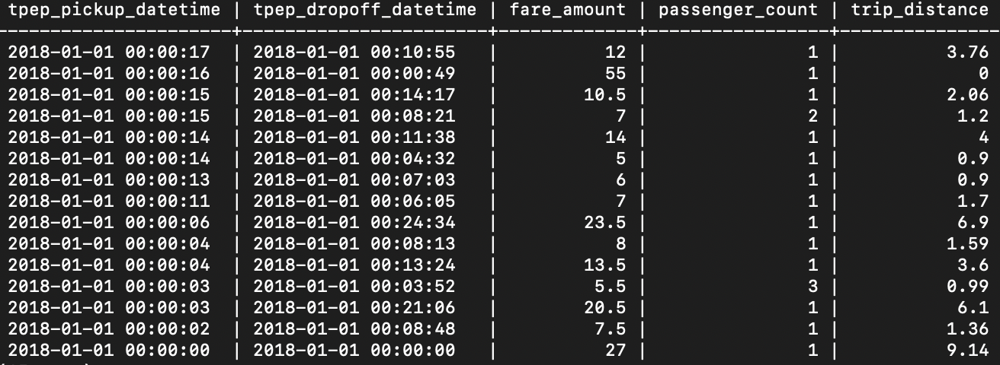 tpep_pickup_datetime | tpep_dropoff_datetime | fare_amount | passenger_count | trip_distance
2018-01-01 00:00:17 | 2018-01-01 00:10:55 | 12 | 1 | 3.76
2018-01-01 00:00:16 | 2018-01-01 00:00:49 | 55 | 1 | 0
2018-01-01 00:00:15 | 2018-01-01 00:14:17 | 10.5 | 1 | 2.06
2018-01-01 00:00:15 | 2018-01-01 00:08:21 | 7 | 2 | 1.2
2018-01-01 00:00:14 | 2018-01-01 00:11:38 | 14 | 1 | 4
2018-01-01 00:00:14 | 2018-01-01 00:04:32 | 5 | 1 | 0.9
2018-01-01 00:00:13 | 2018-01-01 00:07:03 | 6 | 1 | 0.9
2018-01-01 00:00:11 | 2018-01-01 00:06:05 | 7 | 1 | 1.7
2018-01-01 00:00:06 | 2018-01-01 00:24:34 | 23.5 | 1 | 6.9
2018-01-01 00:00:04 | 2018-01-01 00:08:13 | 8 | 1 | 1.59
2018-01-01 00:00:04 | 2018-01-01 00:13:24 | 13.5 | 1 | 3.6
2018-01-01 00:00:03 | 2018-01-01 00:03:52 | 5.5 | 3 | 0.99
2018-01-01 00:00:03 | 2018-01-01 00:21:06 | 20.5 | 1 | 6.1
2018-01-01 00:00:02 | 2018-01-01 00:08:48 | 7.5 | 1 | 1.36
2018-01-01 00:00:00 | 2018-01-01 00:00:00 | 27 | 1 | 9.14